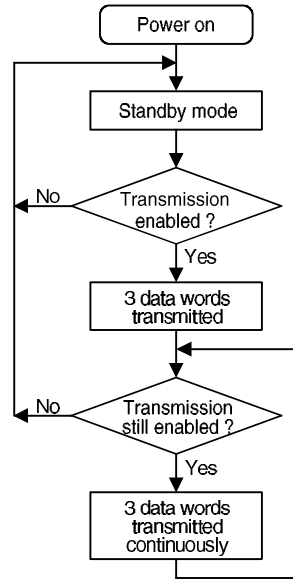 Power on
Standby mode
Transmission
enabled ?
No
Yes
3 data words
transmitted
Transmission
still enabled ?
No
Yes
3 data words
transmitted
continuously